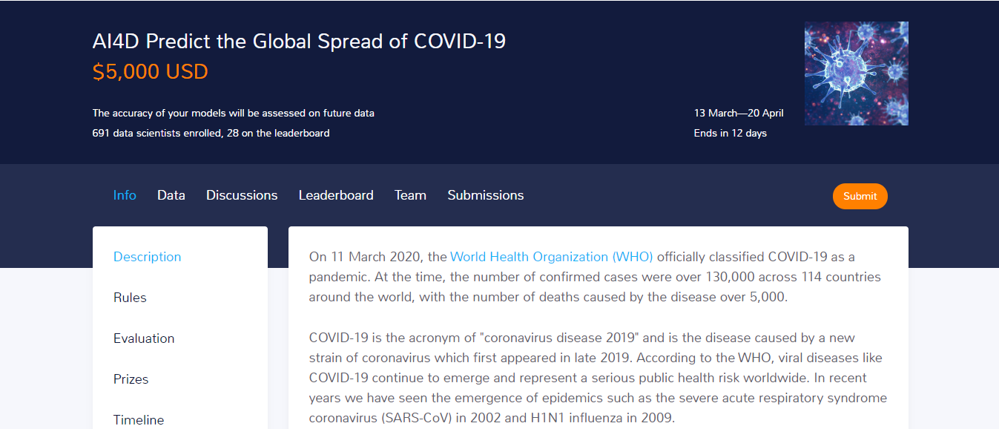 AI4D Predict the Global Spread of COVID-19
$5,000 USD
The accuracy of your models will be assessed on future data
691 data scientists enrolled, 28 on the leaderboard
13 March—20 April
Ends in 12 days
Info
Data
Discussions
Leaderboard
Team
Submissions
Submit
Description
Rules
Evaluation
Prizes
Timeline
On 11 March 2020, the World Health Organization (WHO) officially classified COVID-19 as a
pandemic. At the time, the number of confirmed cases were over 130,000 across 114 countries
around the world, with the number of deaths caused by the disease over 5,000.
COVID-19 is the acronym of "coronavirus disease 2019" and is the disease caused by a new
strain of coronavirus which first appeared in late 2019. According to the WHO, viral diseases like
COVID-19 continue to emerge and represent a serious public health risk worldwide. In recent
years we have seen the emergence of epidemics such as the severe acute respiratory syndrome
coronavirus (SARS-CoV) in 2002 and H1N1 influenza in 2009.